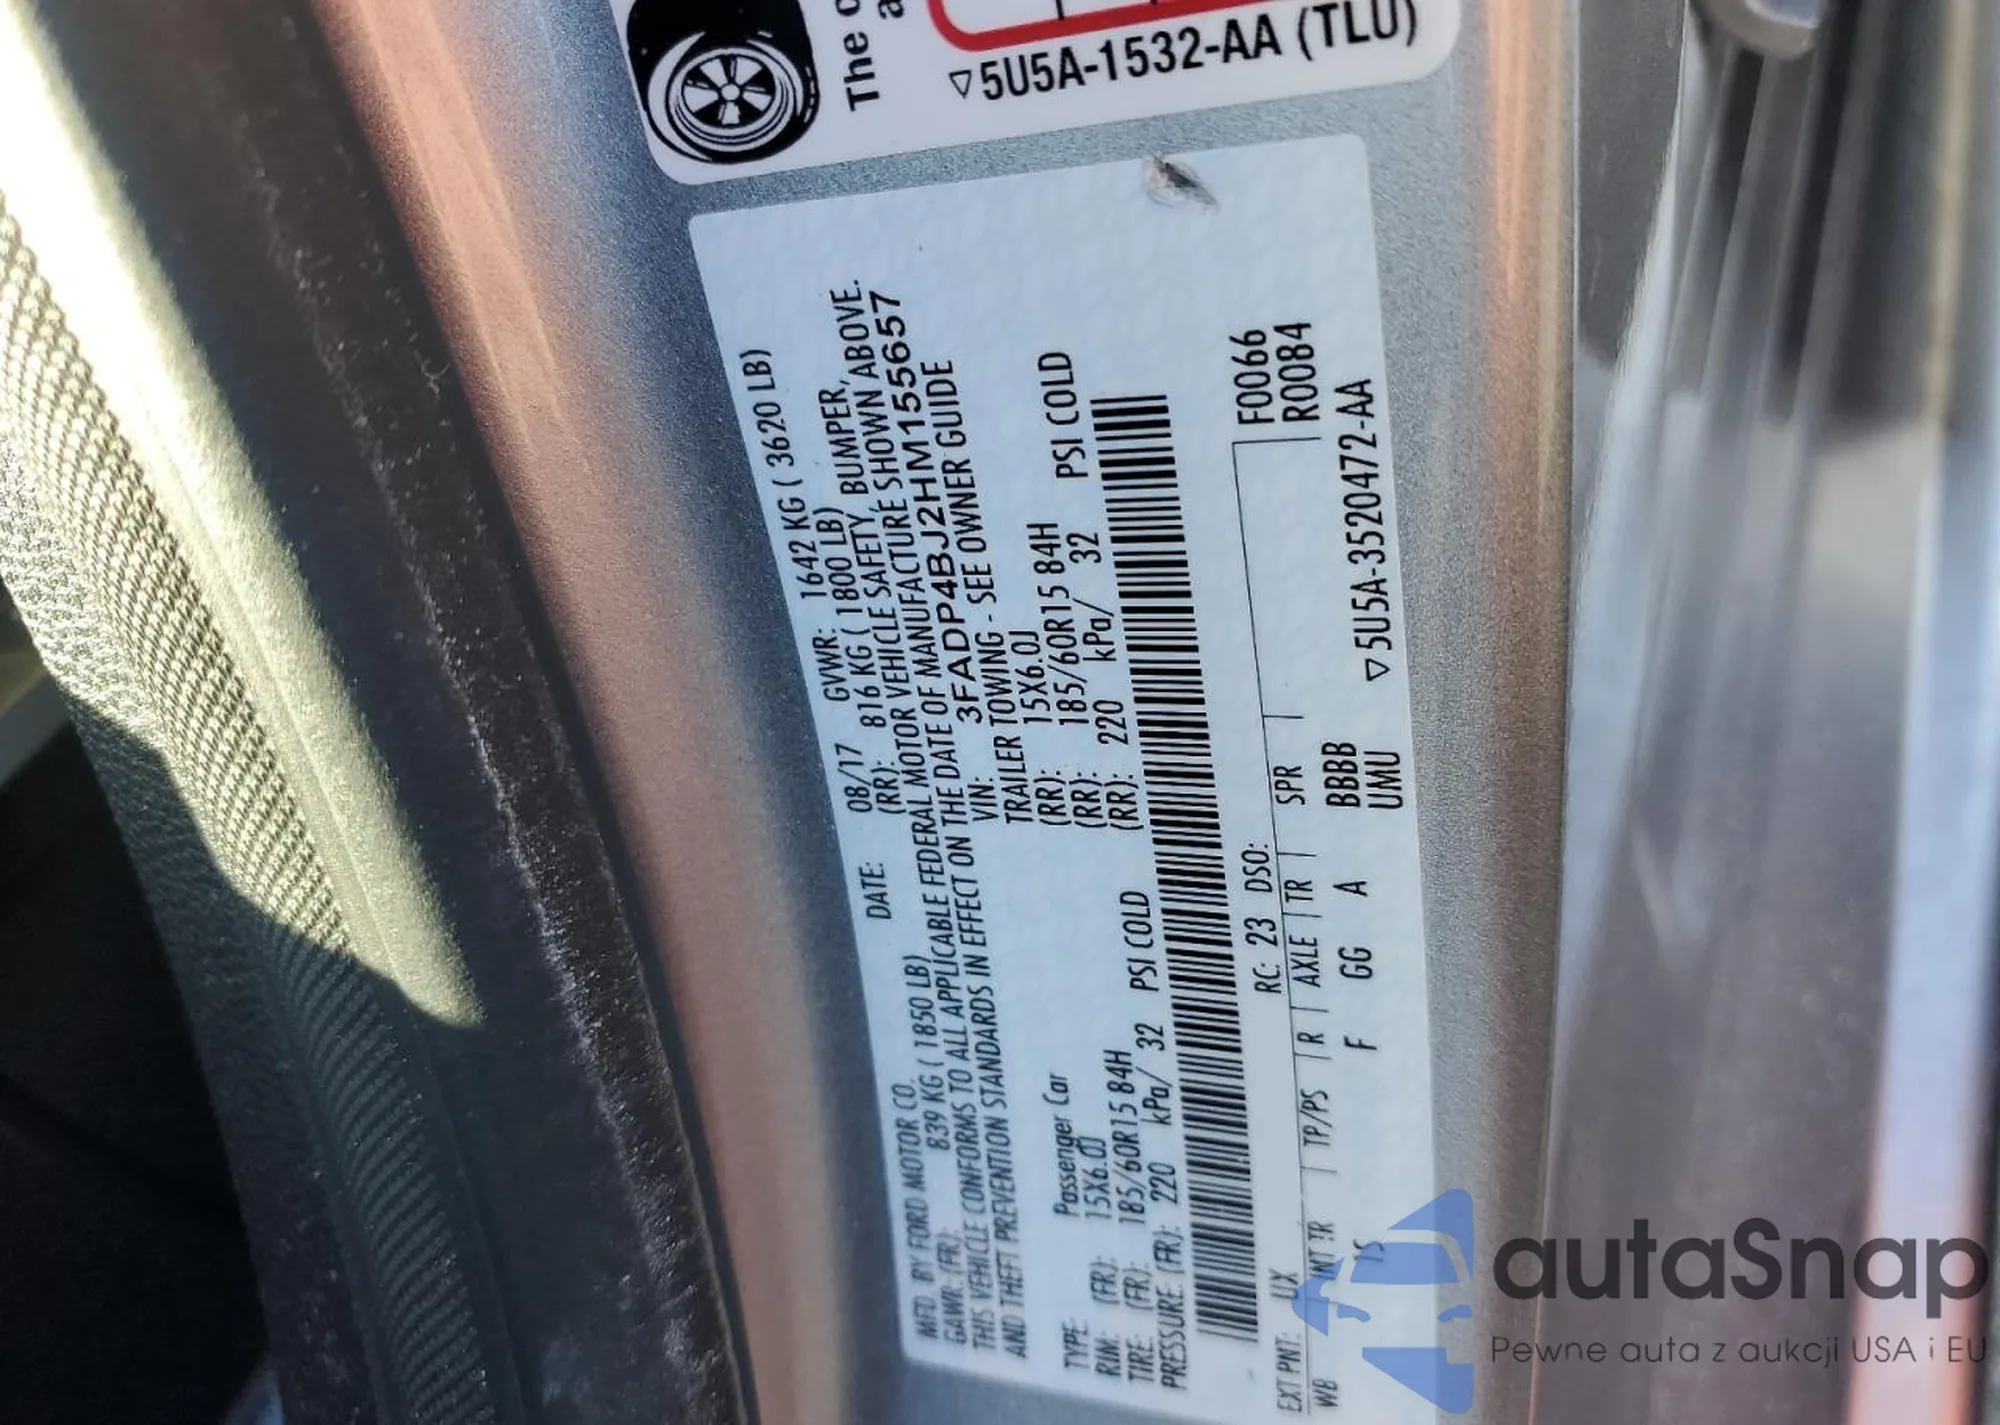 The
5U5A-1532-AA (TLU)
MFD. BY FORD MOTOR CO. DATE: 08/17 GVWR: 1642 KG ( 3620 LB)
GAWR: (FR): 839 KG ( 1850 LB) (RR): 816 KG ( 1800 LB)
THIS VEHICLE CONFORMS TO ALL APPLICABLE FEDERAL MOTOR VEHICLE SAFETY, BUMPER,
AND THEFT PREVENTION STANDARDS IN EFFECT ON THE DATE OF MANUFACTURE SHOWN ABOVE.
VIN: 3FADP4BJ2HM155657
TYPE: Passenger Car TRAILER TOWING - SEE OWNER GUIDE
RIM: (FR): 15X6.0J (RR): 15X6.0J
TIRE: (FR): 185/60R15 84H (RR): 185/60R15 84H
PRESSURE: (FR): 220 kPa/ 32 PSI COLD (RR): 220 kPa/ 32 PSI COLD
EXT PNT: UX RC: 23 DSO: F0066
WB INT TR TP/PS R AXLE TR SPR R0084
F GG A BBBB
UMU
5U5A-3520472-AA
autaSnap
Pewne auta z aukcji USA i EU